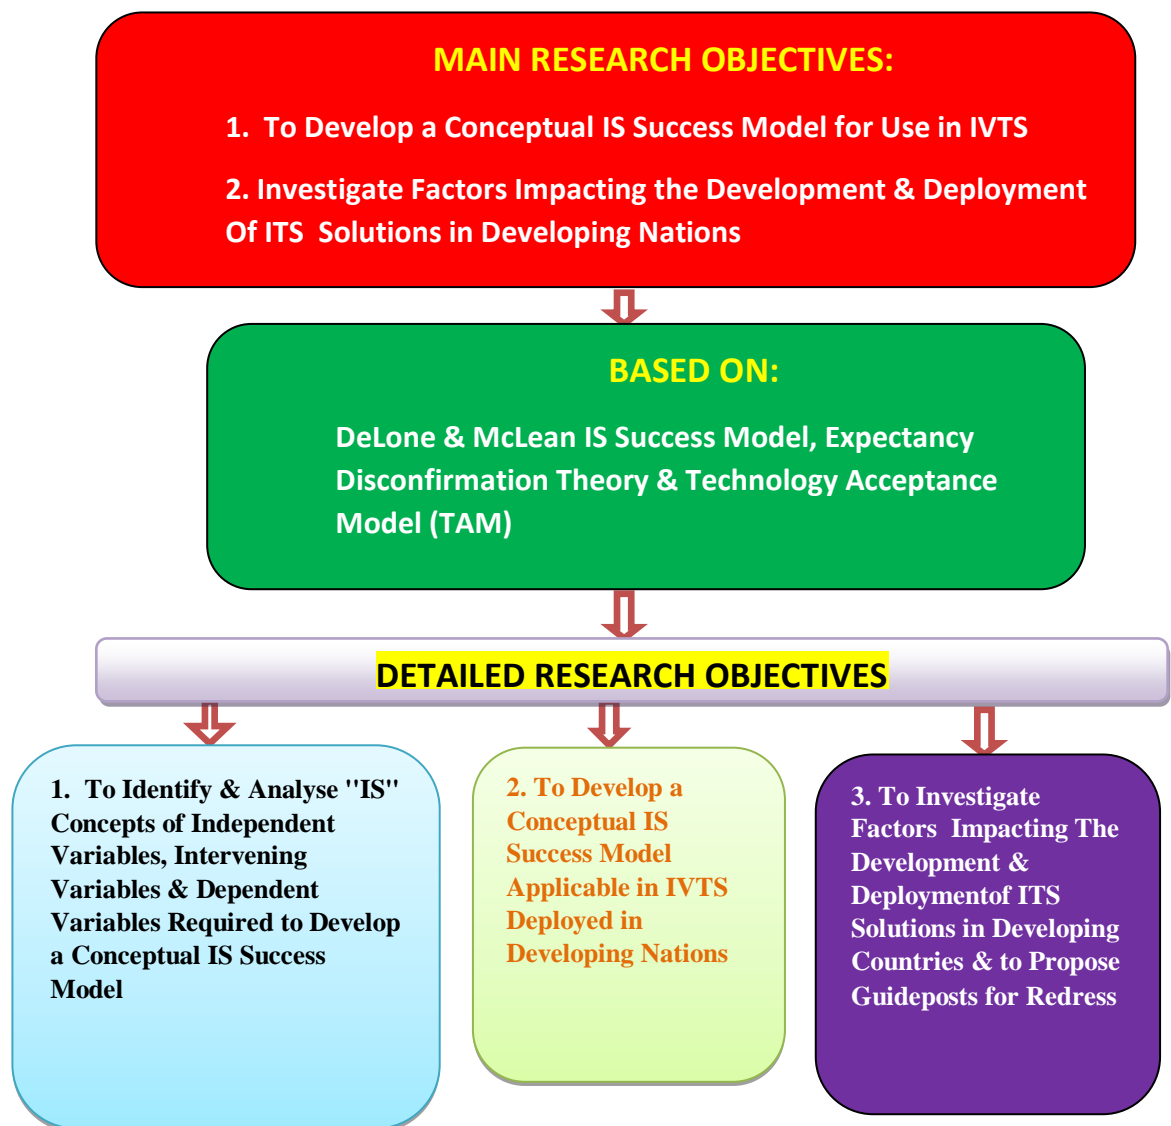 MAIN RESEARCH OBJECTIVES:
1. To Develop a Conceptual IS Success Model for Use in IVTS
2. Investigate Factors Impacting the Development & Deployment
Of ITS Solutions in Developing Nations
BASED ON:
DeLone & McLean IS Success Model, Expectancy
Disconfirmation Theory & Technology Acceptance
Model (TAM)
DETAILED RESEARCH OBJECTIVES
1. To Identify & Analyse "IS"
Concepts of Independent
Variables, Intervening
Variables & Dependent
Variables Required to Develop
a Conceptual IS Success
Model
2. To Develop a
Conceptual IS
Success Model
Applicable in IVTS
Deployed in
Developing Nations
3. To Investigate
Factors Impacting The
Development &
Deploymentof ITS
Solutions in Developing
Countries & to Propose
Guideposts for Redress